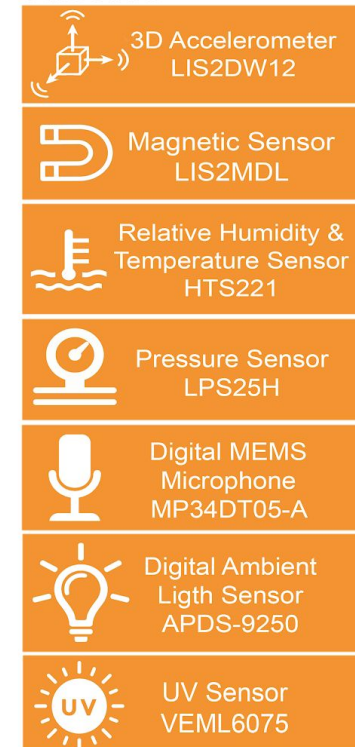 3D Accelerometer
LIS2DW12
Magnetic Sensor
LIS2MDL
Relative Humidity &
Temperature Sensor
HTS221
Pressure Sensor
LPS25H
Digital MEMS
Microphone
MP34DT05-A
Digital Ambient
Ligth Sensor
APDS-9250
UV
UV Sensor
VEML6075